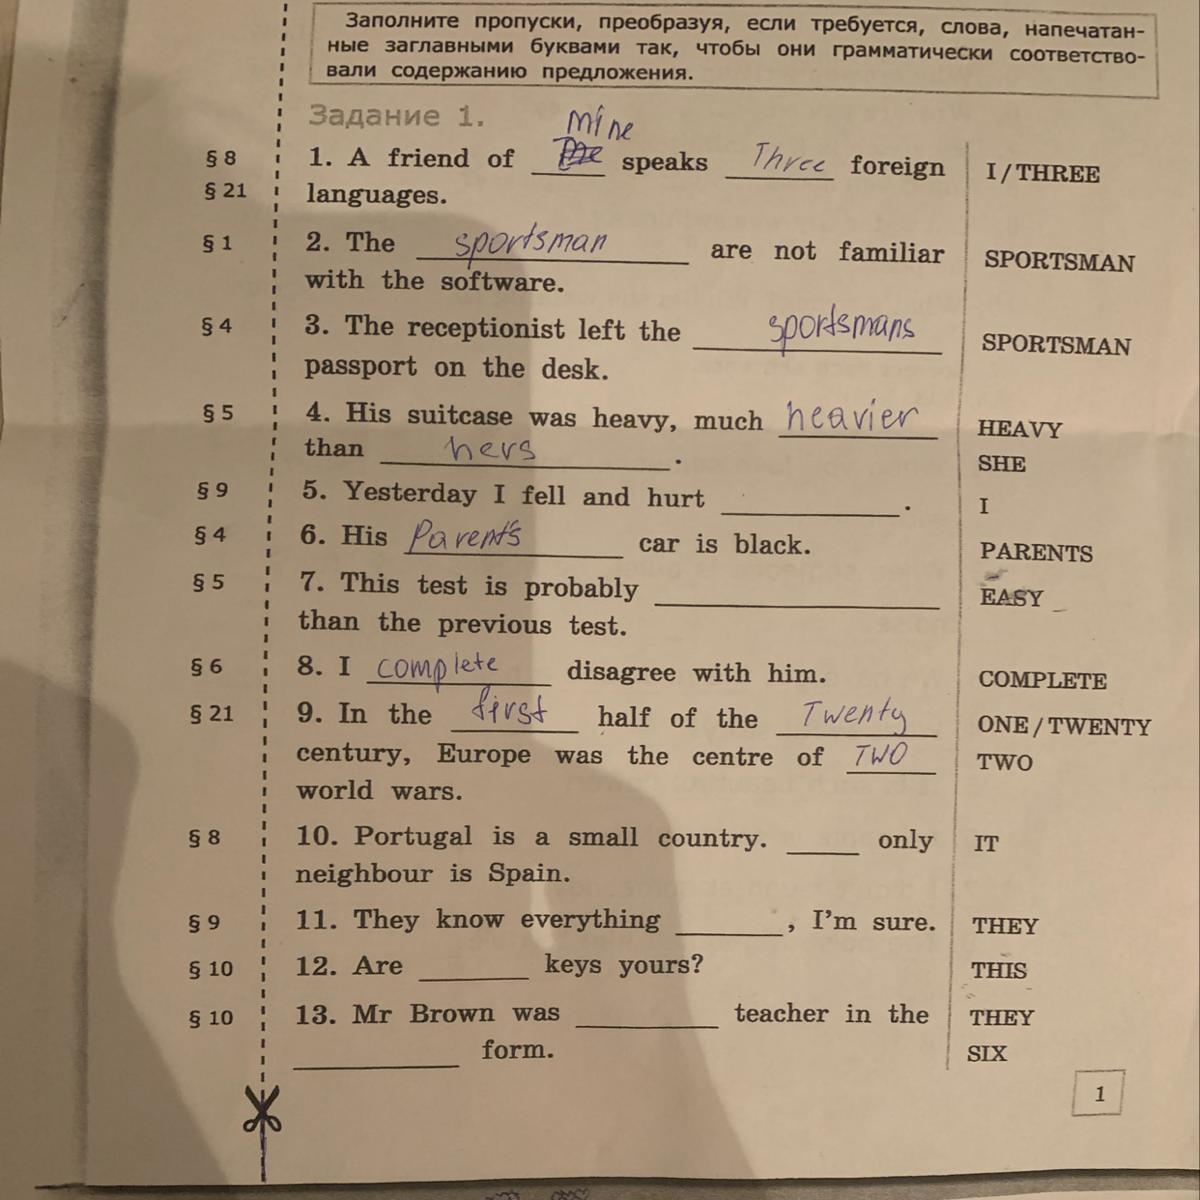 Заполните пропуски, преобразуя, если требуется, слова, напечатан-
ные заглавными буквами так, чтобы они грамматически соответство-
вали содержанию предложения.
Задание 1.
mine
§ 8 1. A friend of speaks Three foreign I / THREE
§ 21 languages.
§ 1 2. The sportsman are not familiar SPORTSMAN
with the software.
§ 4 3. The receptionist left the sportsmans SPORTSMAN
passport on the desk.
§ 5 4. His suitcase was heavy, much heavier HEAVY
than hers. SHE
§ 9 5. Yesterday I fell and hurt ______. I
§ 4 6. His Parent's car is black. PARENTS
§ 5 7. This test is probably ______ EASY
than the previous test.
§ 6 8. I complete disagree with him. COMPLETE
§ 21 9. In the first half of the Twenty ONE / TWENTY
century, Europe was the centre of TWO TWO
world wars.
§ 8 10. Portugal is a small country. ____ only IT
neighbour is Spain.
§ 9 11. They know everything ______, I'm sure. THEY
§ 10 12. Are ______ keys yours? THIS
§ 10 13. Mr Brown was ______ teacher in the THEY
______ form. SIX
1